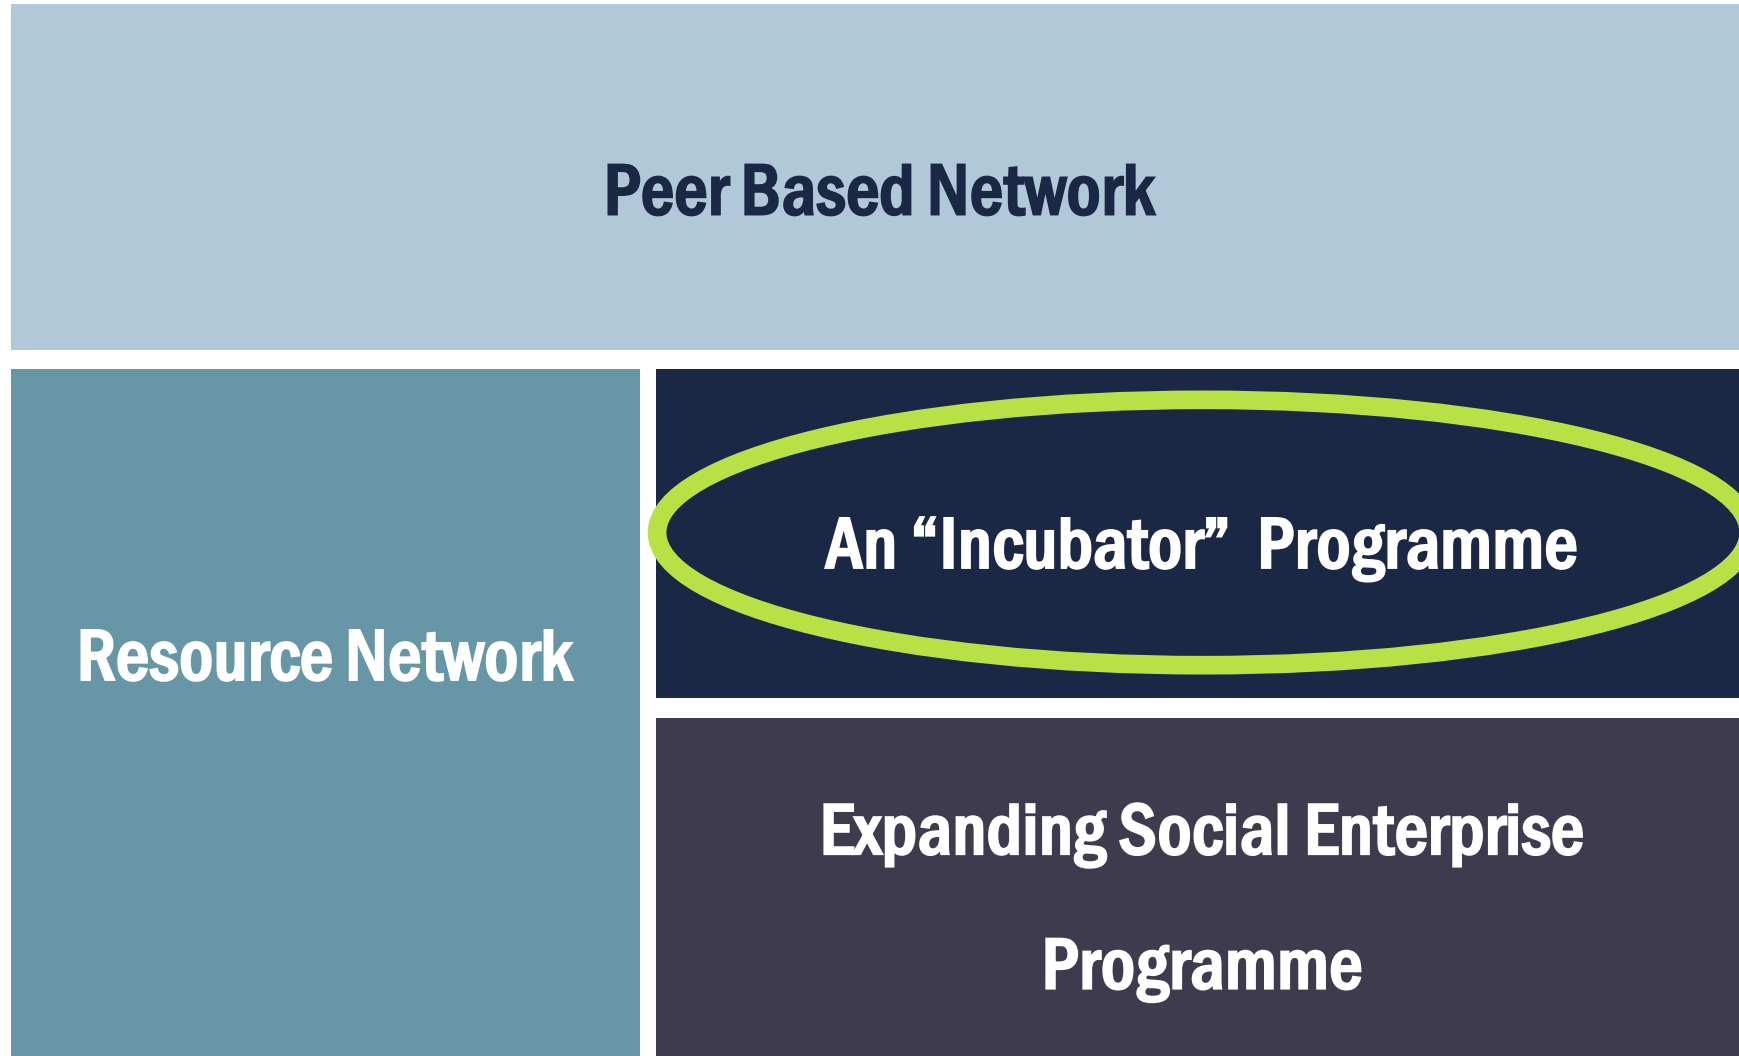 Peer Based Network
An “Incubator”  Programme
Resource Network
Expanding Social Enterprise
Programme